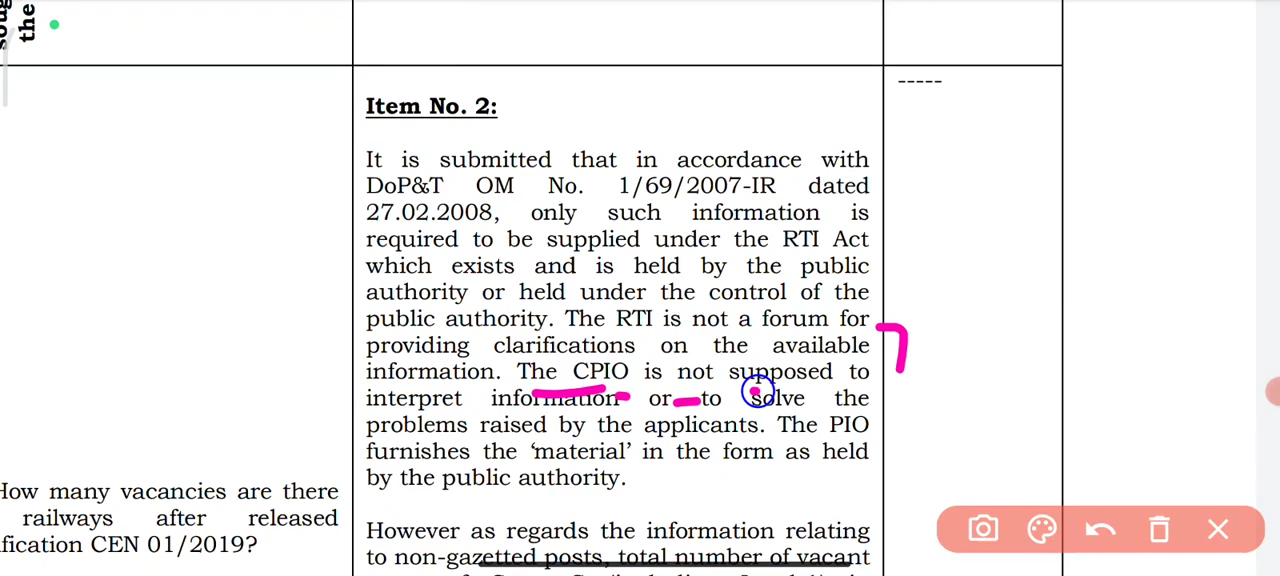 the
-----
Item No. 2:
It is submitted that in accordance with
DoP&T OM No. 1/69/2007-IR dated
27.02.2008, only such information is
required to be supplied under the RTI Act
which exists and is held by the public
authority or held under the control of the
public authority. The RTI is not a forum for
providing clarifications on the available
information. The CPIO is not supposed to
interpret information or to solve the
problems raised by the applicants. The PIO
furnishes the ‘material’ in the form as held
by the public authority.
However as regards the information relating
to non-gazetted posts, total number of vacant
How many vacancies are there
railways after released
fication CEN 01/2019?